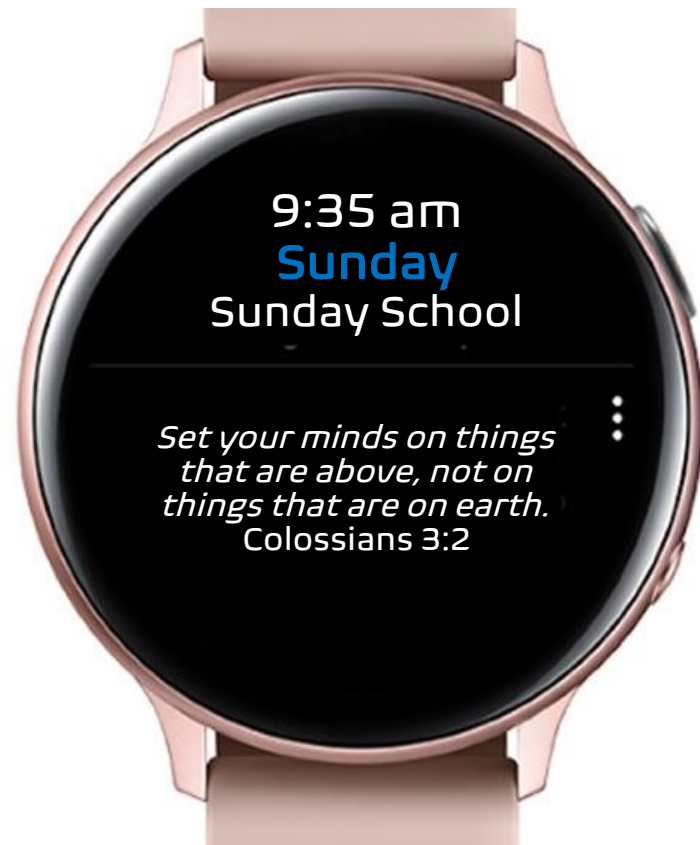 9:35 am
Sunday
Sunday School
Set your minds on things
that are above, not on
things that are on earth.
Colossians 3:2